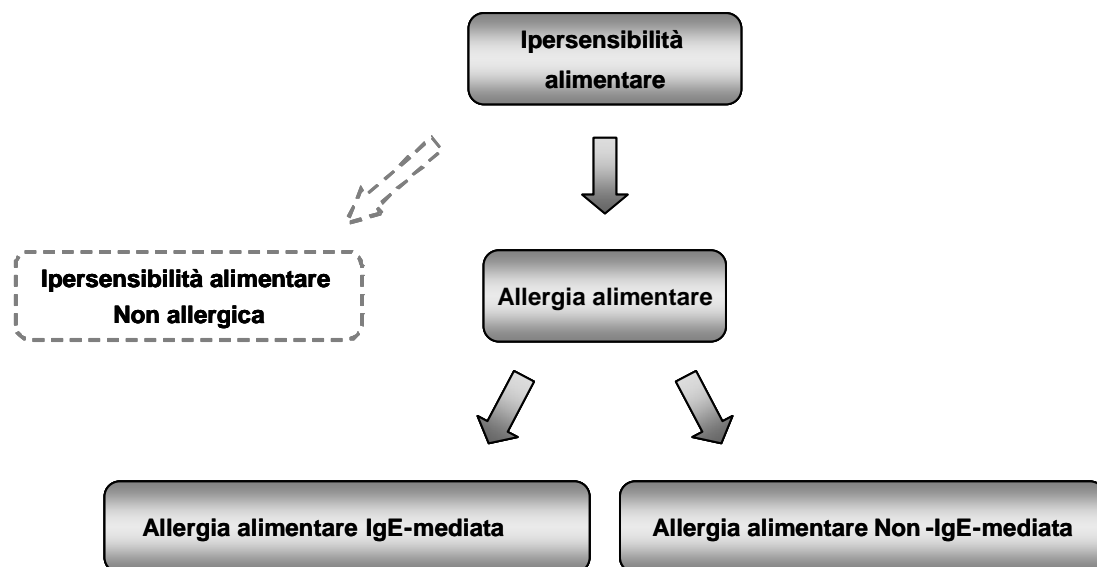 Ipersensibilità
alimentare
Ipersensibilità alimentare
Non allergica
Allergia alimentare
Allergia alimentare IgE-mediata
Allergia alimentare Non -IgE-mediata